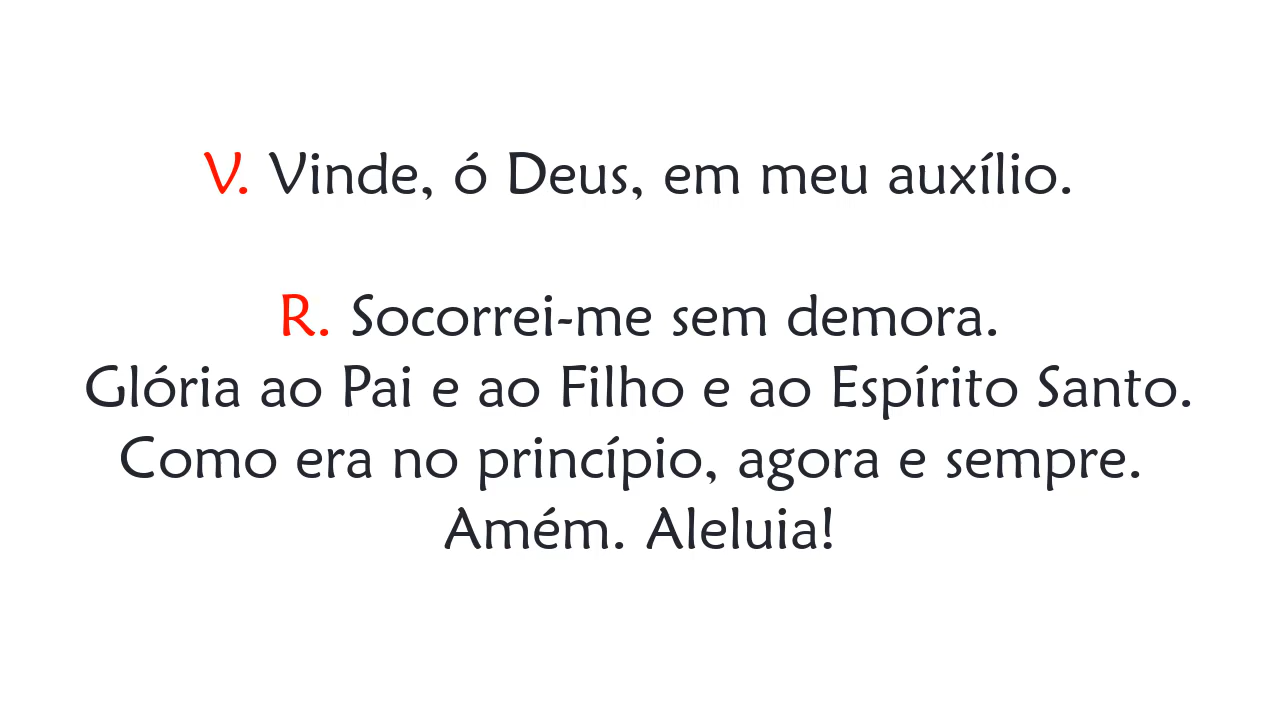 V. Vinde, ó Deus, em meu auxílio.
R. Socorrei-me sem demora.
Glória ao Pai e ao Filho e ao Espírito Santo.
Como era no princípio, agora e sempre.
Amém. Aleluia!